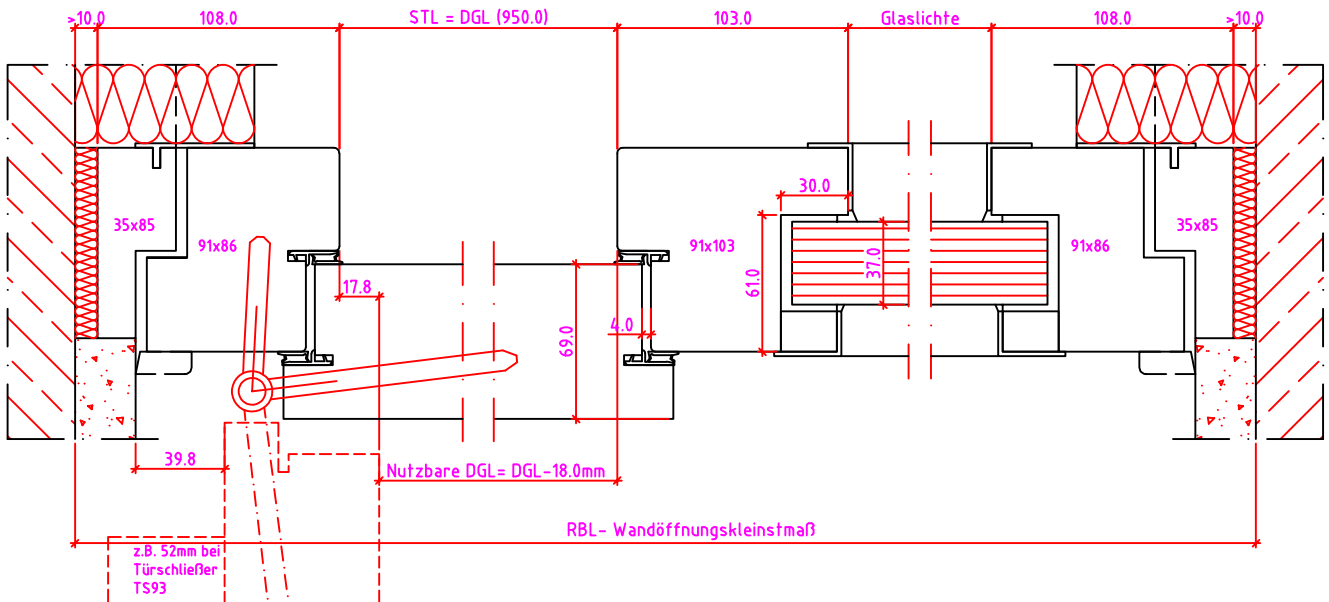 >10.0
108.0
STL = DGL (950.0)
103.0
Glaslichte
108.0
>10.0
30.0
35x85
91x86
91x103
61.0
37.0
91x86
35x85
17.8
4.0
69.0
39.8
Nutzbare DGL= DGL-18.0mm
RBL- Wandöffnungskleinstmaß
z.B. 52mm bei
Türschließer
TS93